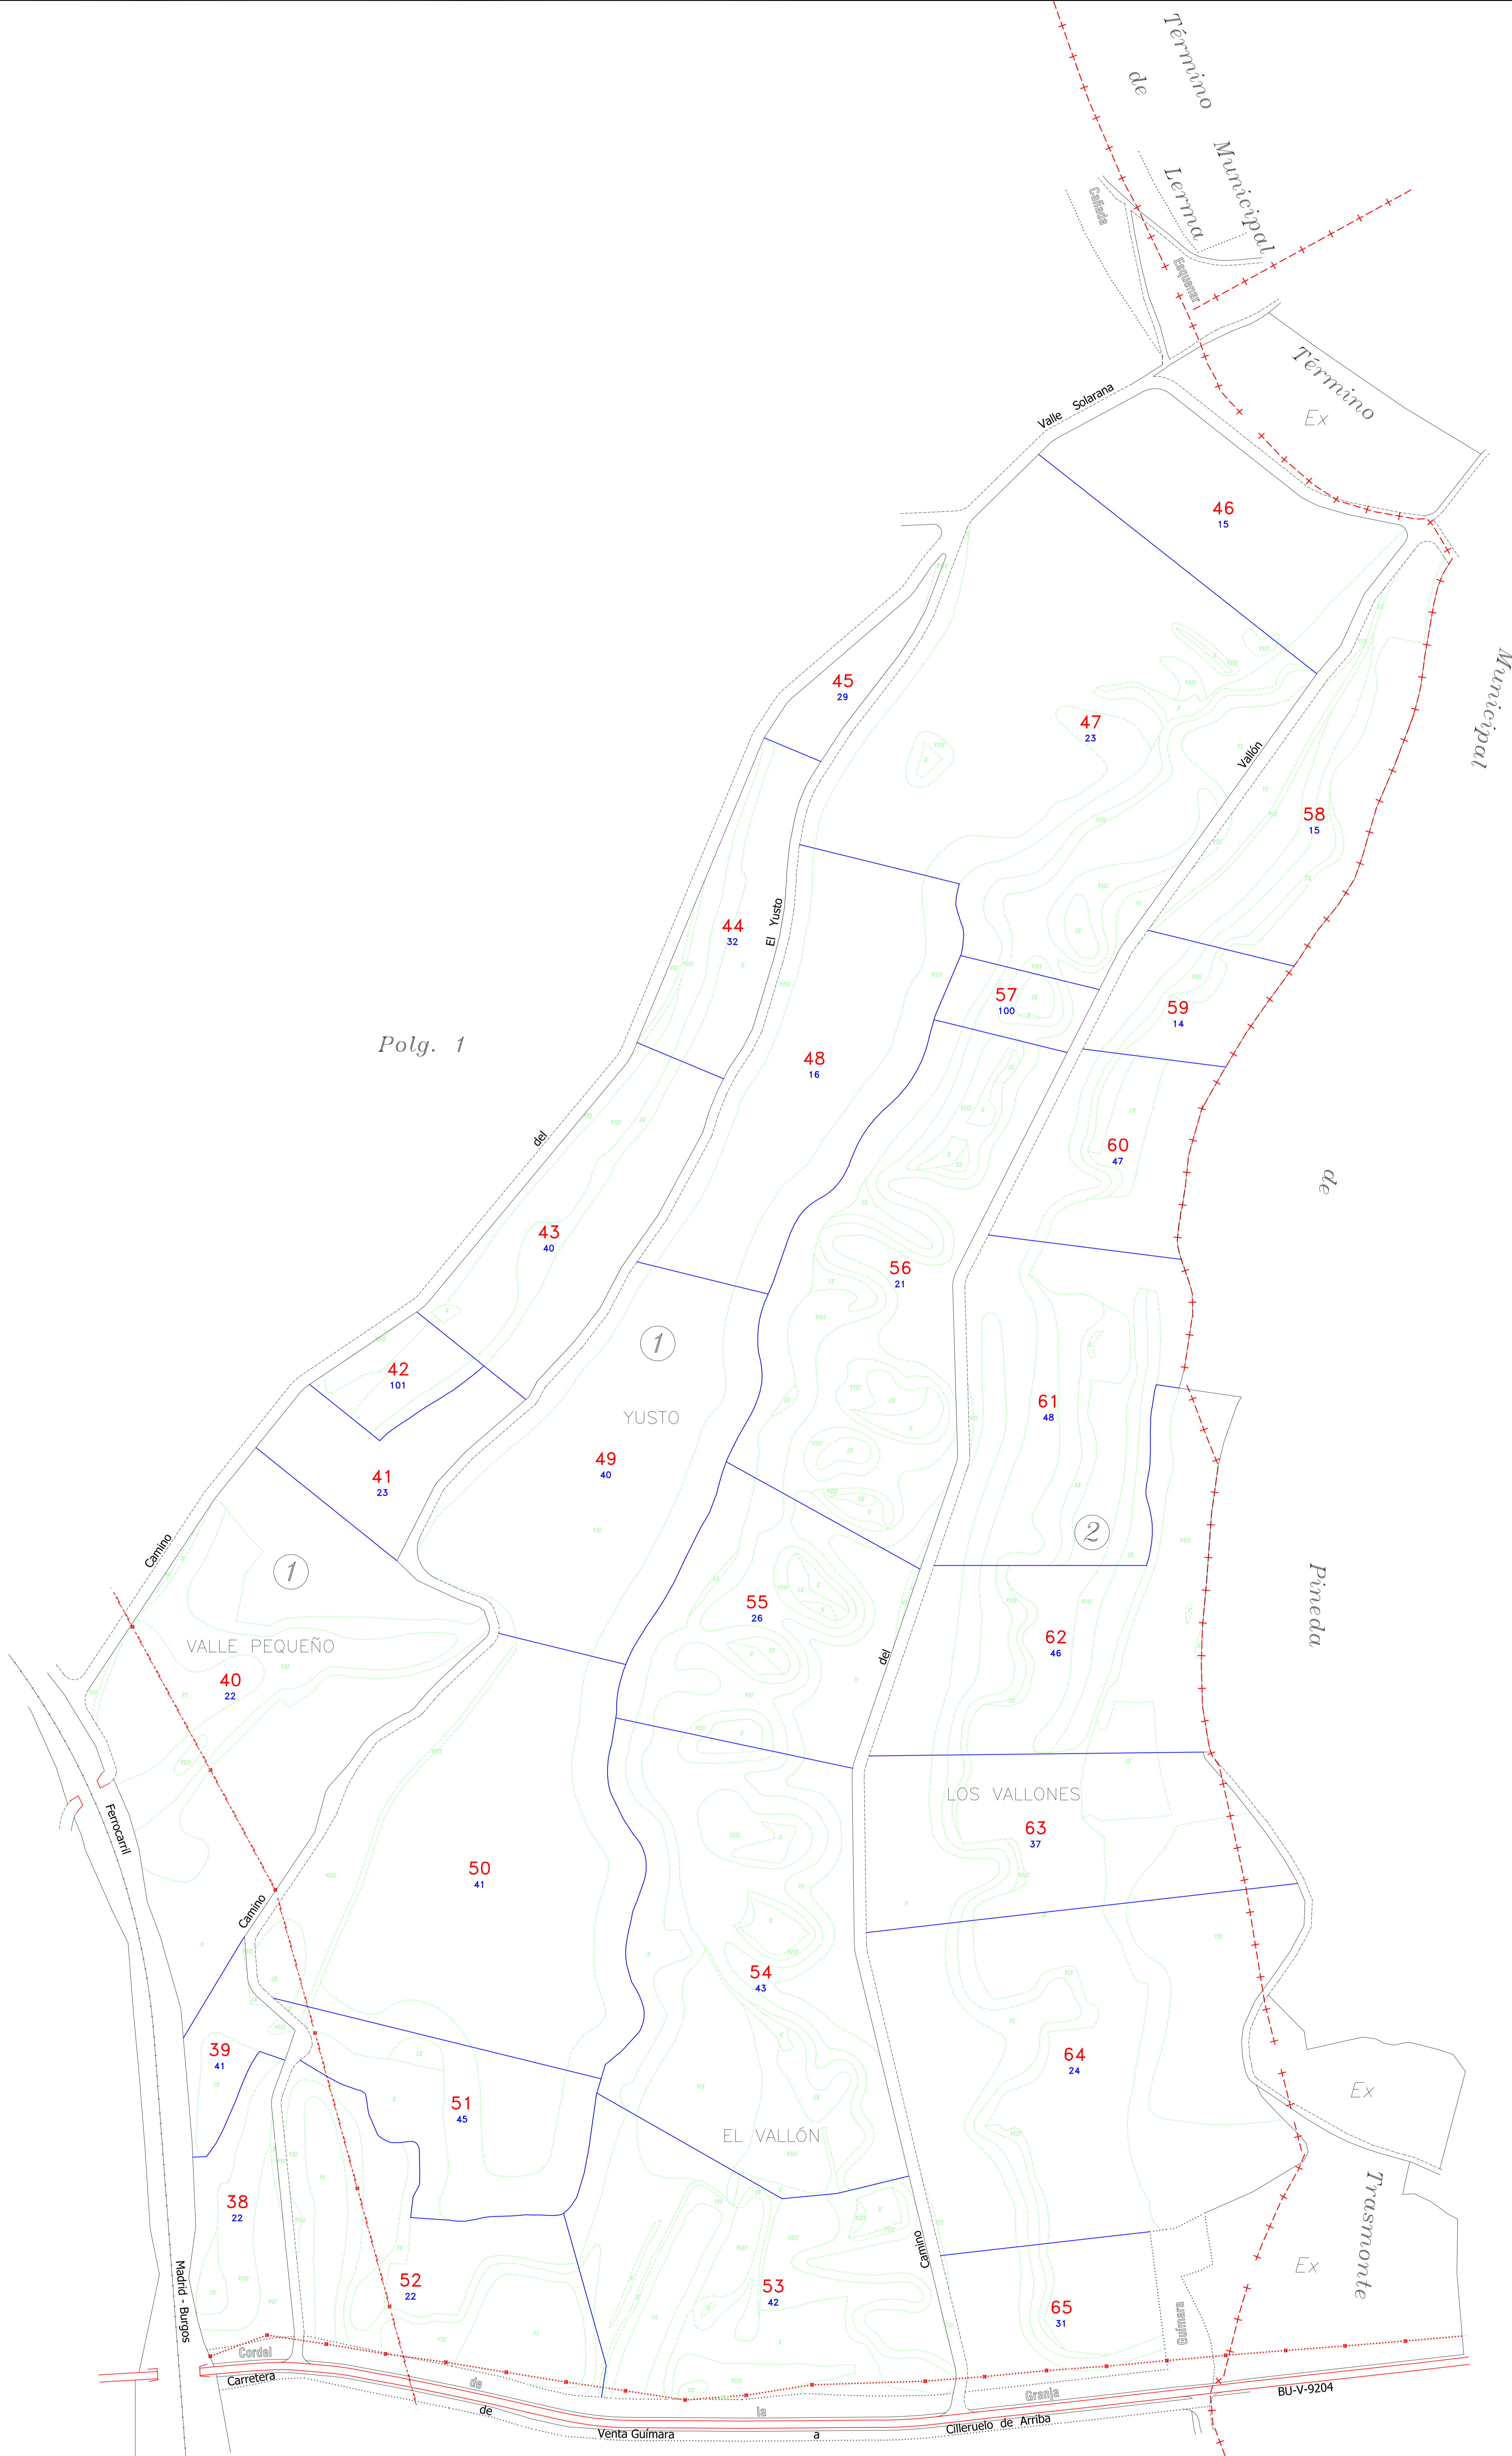 Término Municipal
de
Lerma
Cañada
Esquenar
Término
Ex
Valle Solarana
46
15
45
29
47
23
Municipal
Vallón
58
15
44
32
El Yusto
57
100
59
14
Polg. 1
48
16
del
60
47
de
43
40
56
21
1
42
101
YUSTO
61
48
49
40
41
23
2
Camino
1
55
26
Pineda
VALLE PEQUEÑO
62
46
del
40
22
LOS VALLONES
63
37
Ferrocarril
50
41
Camino
54
43
39
41
64
24
Ex
51
45
EL VALLÓN
38
22
Camino
Trasmonte
Ex
52
22
53
42
65
31
Madrid - Burgos
Guimara
Cordel
de
la
Granja
Carretera
de
Venta Guímara
a
Cilleruelo de Arriba
BU-V-9204